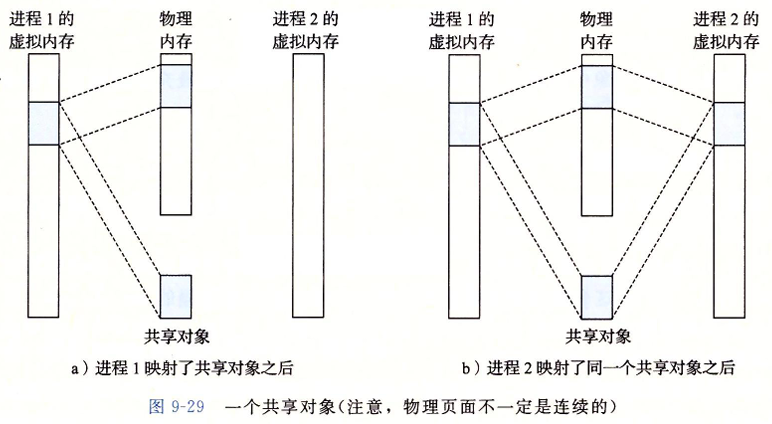 进程 1 的
虚拟内存
物理
内存
进程 2 的
虚拟内存
共享对象
a）进程 1 映射了共享对象之后
进程 1 的
虚拟内存
物理
内存
进程 2 的
虚拟内存
共享对象
b）进程 2 映射了同一个共享对象之后
图 9-29 一个共享对象(注意，物理页面不一定是连续的)